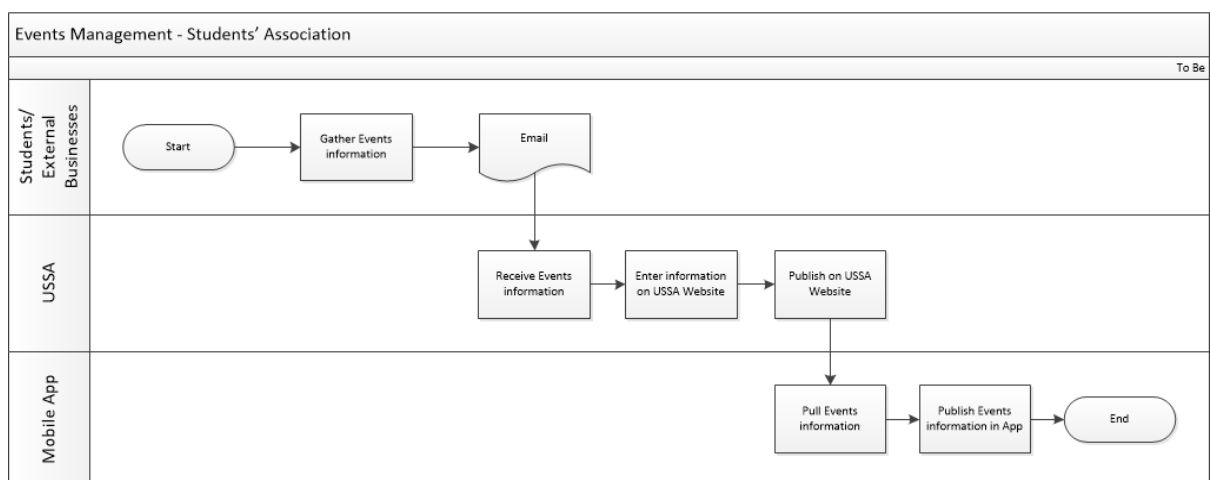 Events Management - Students' Association
To Be
Students/
External
Businesses
Start
Gather Events
information
Email
USSA
Receive Events
information
Enter information
on USSA Website
Publish on USSA
Website
Mobile App
Pull Events
information
Publish Events
information in App
End